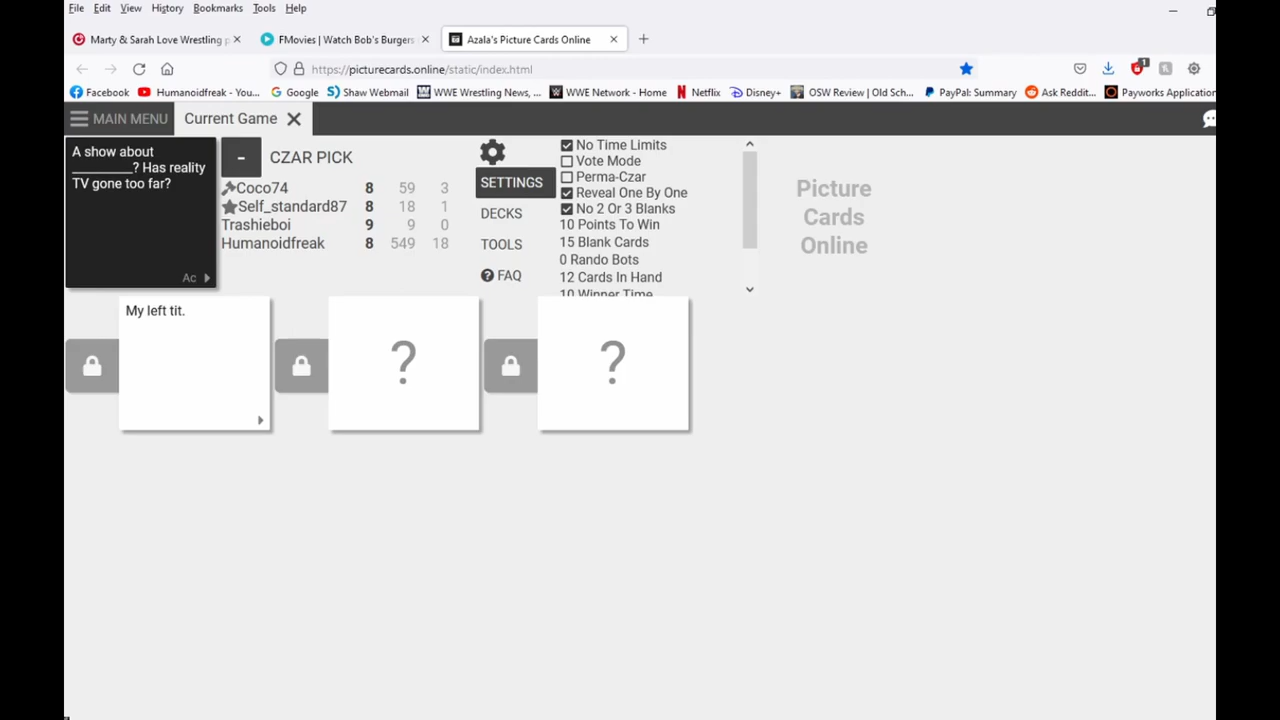 File Edit View History Bookmarks Tools Help
Marty & Sarah Love Wrestling p
FMovies | Watch Bob's Burgers
Azala's Picture Cards Online
https://picturecards.online/static/index.html
1
Facebook Humanoidfreak - You... Google Shaw Webmail WWE Wrestling News, ... WWE Network - Home Netflix Disney+ OSW Review | Old Sch... PayPal: Summary Ask Reddit... Payworks Application
MAIN MENU Current Game
A show about
_________? Has reality
TV gone too far?
Ac
- CZAR PICK
Coco74 8 59 3
Self_standard87 8 18 1
Trashieboi 9 9 0
Humanoidfreak 8 549 18
SETTINGS
DECKS
TOOLS
? FAQ
No Time Limits
Vote Mode
Perma-Czar
Reveal One By One
No 2 Or 3 Blanks
10 Points To Win
15 Blank Cards
0 Rando Bots
12 Cards In Hand
10 Winner Time
Picture
Cards
Online
My left tit.
?
?